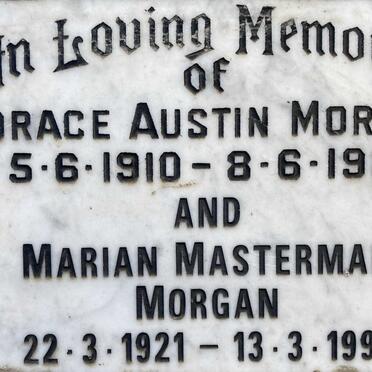 In Loving Memo
of
ORACE AUSTIN MOR
5·6·1910 – 8·6·19
AND
MARIAN MASTERMA
MORGAN
22·3·1921 – 13·3·199